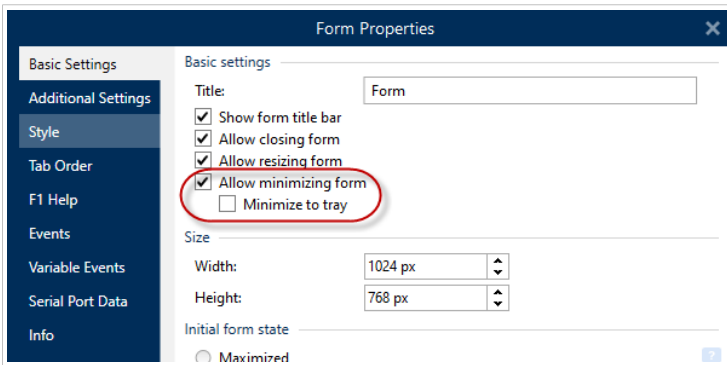 Form Properties
Basic Settings
Additional Settings
Style
Tab Order
F1 Help
Events
Variable Events
Serial Port Data
Info
Basic settings
Title: Form
Show form title bar
Allow closing form
Allow resizing form
Allow minimizing form
Minimize to tray
Size
Width: 1024 px
Height: 768 px
Initial form state
Maximized
?